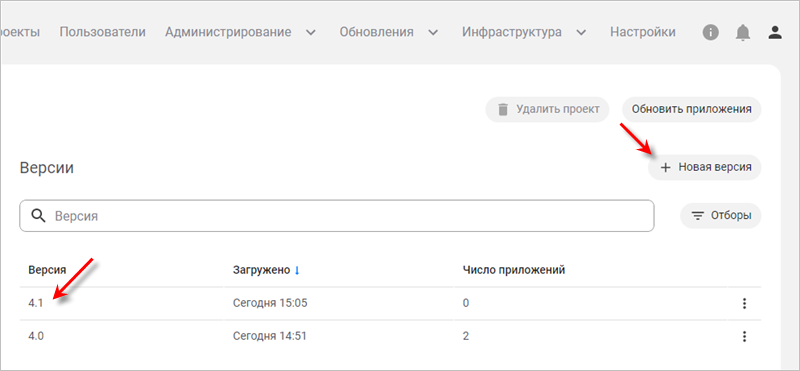 Пользователи Администрирование Обновления Инфраструктура Настройки
Удалить проект Обновить приложения
Версии + Новая версия
Версия Отборы
Версия Загружено ↓ Число приложений
4.1 Сегодня 15:05 0
4.0 Сегодня 14:51 2